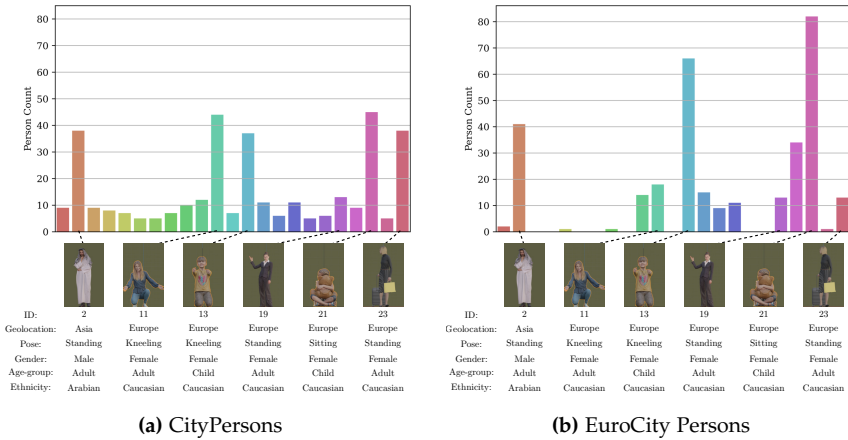 80
70
60
50
40
30
20
10
0
Person Count
ID: 2 11 13 19 21 23
Geolocation: Asia Europe Europe Europe Europe Europe
Pose: Standing Kneeling Kneeling Standing Sitting Standing
Gender: Male Female Female Female Female Female
Age-group: Adult Adult Child Adult Child Adult
Ethnicity: Arabian Caucasian Caucasian Caucasian Caucasian Caucasian
(a) CityPersons
80
70
60
50
40
30
20
10
0
Person Count
ID: 2 11 13 19 21 23
Geolocation: Asia Europe Europe Europe Europe Europe
Pose: Standing Kneeling Kneeling Standing Sitting Standing
Gender: Male Female Female Female Female Female
Age-group: Adult Adult Child Adult Child Adult
Ethnicity: Arabian Caucasian Caucasian Caucasian Caucasian Caucasian
(b) EuroCity Persons